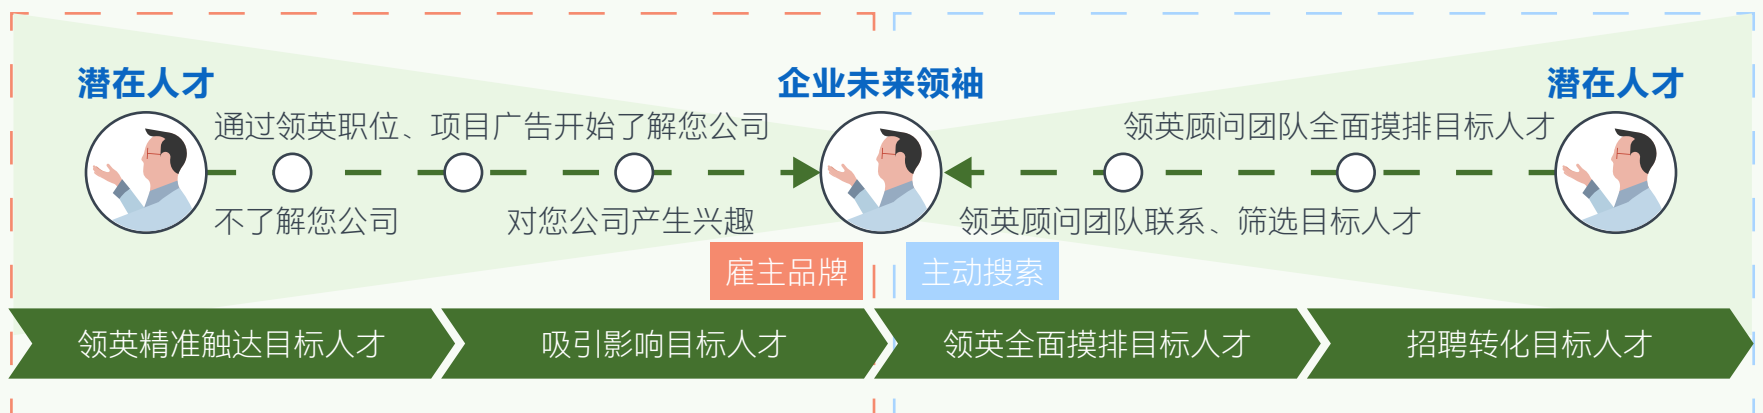 潜在人才
企业未来领袖
潜在人才
通过领英职位、项目广告开始了解您公司
领英顾问团队全面摸排目标人才
不了解您公司
对您公司产生兴趣
领英顾问团队联系、筛选目标人才
雇主品牌
主动搜索
领英精准触达目标人才
吸引影响目标人才
领英全面摸排目标人才
招聘转化目标人才